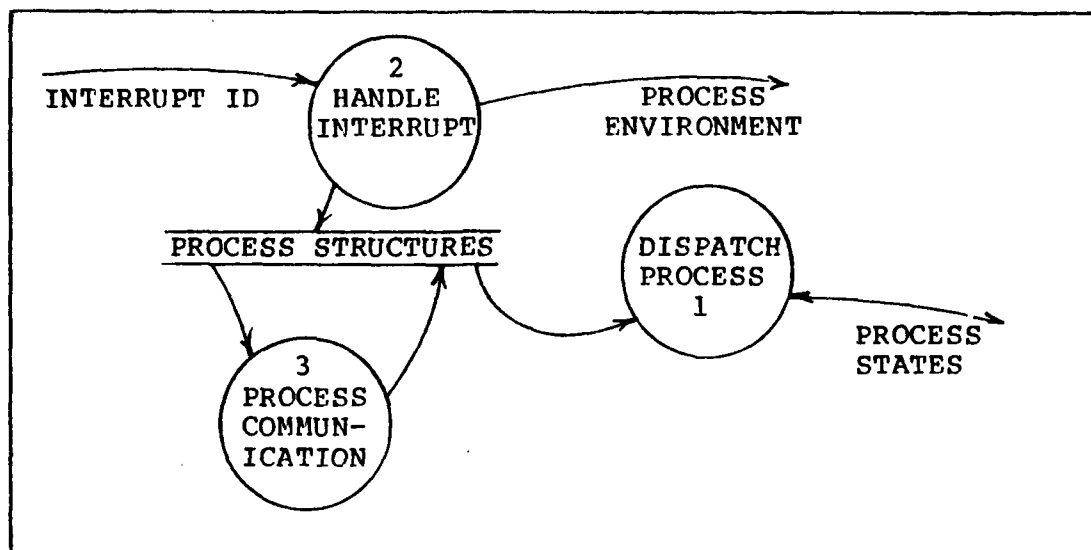 2
HANDLE
INTERRUPT
INTERRUPT ID
PROCESS
ENVIRONMENT
PROCESS STRUCTURES
DISPATCH
PROCESS
1
PROCESS
STATES
3
PROCESS
COMMUN-
ICATION